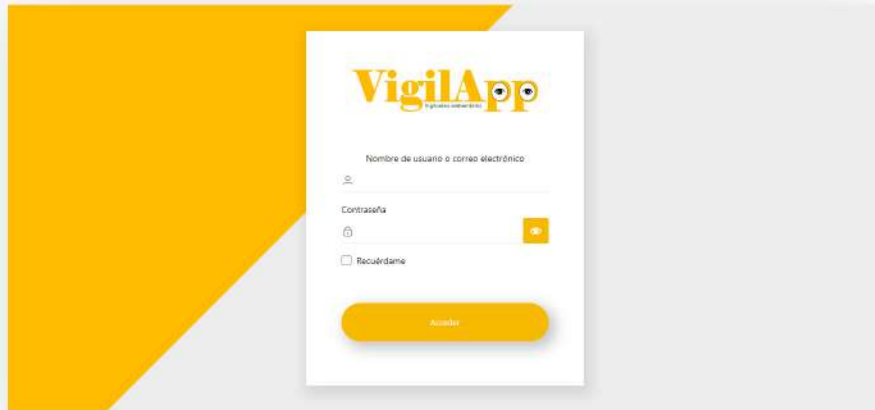 VigilApp
Nombre de usuario o correo electrónico
Contraseña
Recuérdame
Acceder